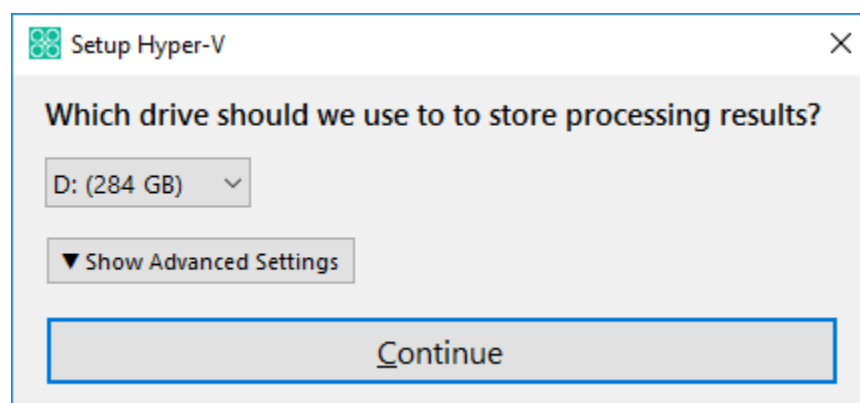 Setup Hyper-V
Which drive should we use to to store processing results?
D: (284 GB)
▼ Show Advanced Settings
Continue